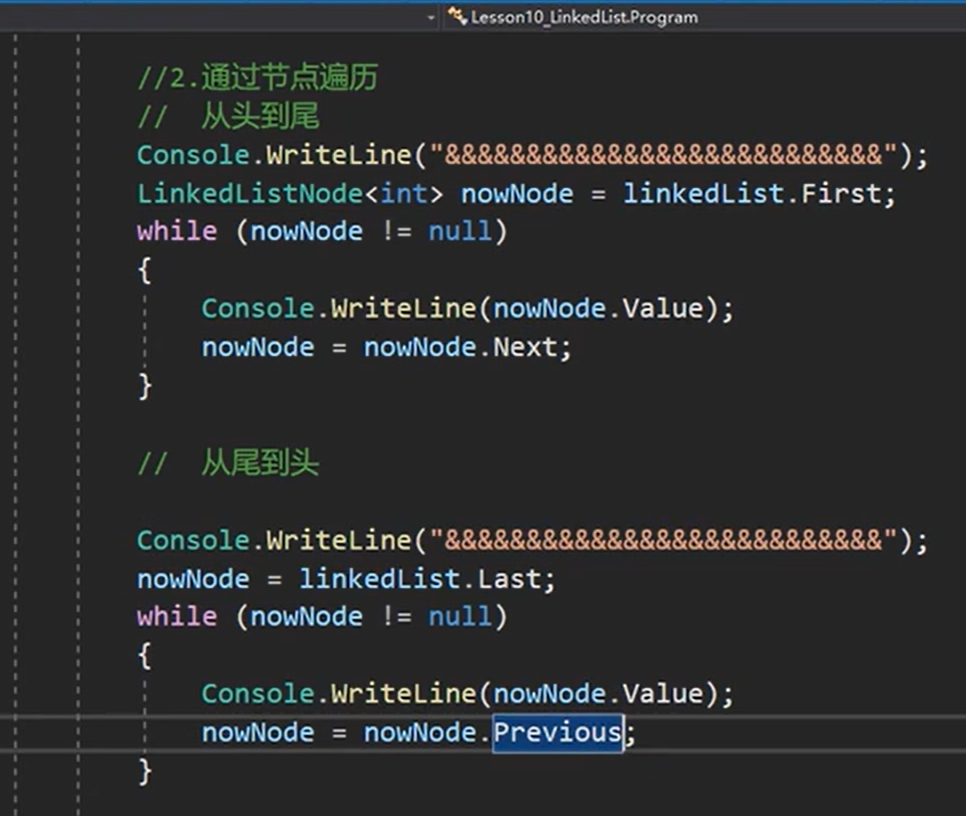 Lesson10_LinkedList.Program
//2.通过节点遍历
//  从头到尾
Console.WriteLine("&&&&&&&&&&&&&&&&&&&&&&&&&&&");
LinkedListNode<int> nowNode = linkedList.First;
while (nowNode != null)
{
    Console.WriteLine(nowNode.Value);
    nowNode = nowNode.Next;
}
//  从尾到头
Console.WriteLine("&&&&&&&&&&&&&&&&&&&&&&&&&&&");
nowNode = linkedList.Last;
while (nowNode != null)
{
    Console.WriteLine(nowNode.Value);
    nowNode = nowNode.Previous;
}